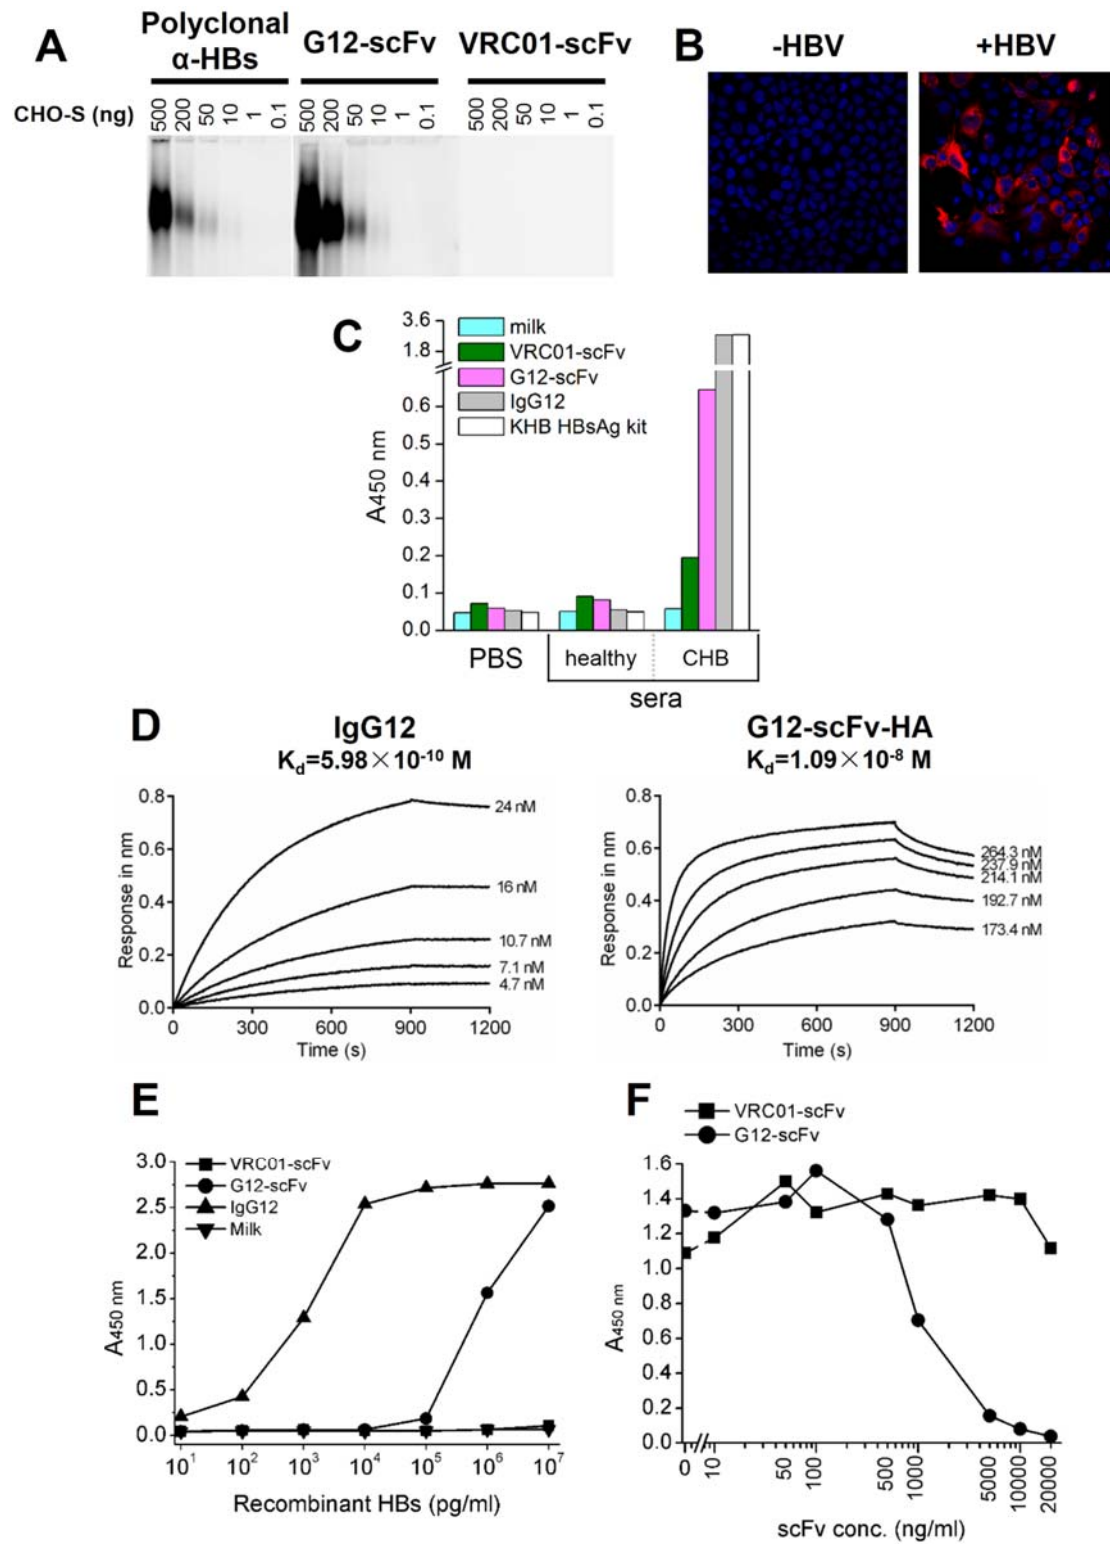 A
Polyclonal
α-HBs
G12-scFv
VRC01-scFv
CHO-S (ng)
500 200 50 10 1 0.1 500 200 50 10 1 0.1 500 200 50 10 1 0.1
B
-HBV
+HBV
C
3.6
1.8
0.6
0.5
0.4
0.3
0.2
0.1
0.0
A450 nm
milk
VRC01-scFv
G12-scFv
IgG12
KHB HBsAg kit
PBS
healthy
CHB
sera
D
IgG12
Kd=5.98×10-10 M
0.8
0.6
0.4
0.2
0.0
Response in nm
24 nM
16 nM
10.7 nM
7.1 nM
4.7 nM
0 300 600 900 1200
Time (s)
G12-scFv-HA
Kd=1.09×10-8 M
0.8
0.6
0.4
0.2
0.0
Response in nm
264.3 nM
237.9 nM
214.1 nM
192.7 nM
173.4 nM
0 300 600 900 1200
Time (s)
E
VRC01-scFv
G12-scFv
IgG12
Milk
3.0
2.5
2.0
1.5
1.0
0.5
0.0
A450 nm
101 102 103 104 105 106 107
Recombinant HBs (pg/ml)
F
VRC01-scFv
G12-scFv
1.6
1.4
1.2
1.0
0.8
0.6
0.4
0.2
0.0
A450 nm
0 10 50 100 500 1000 5000 10000 20000
scFv conc. (ng/ml)